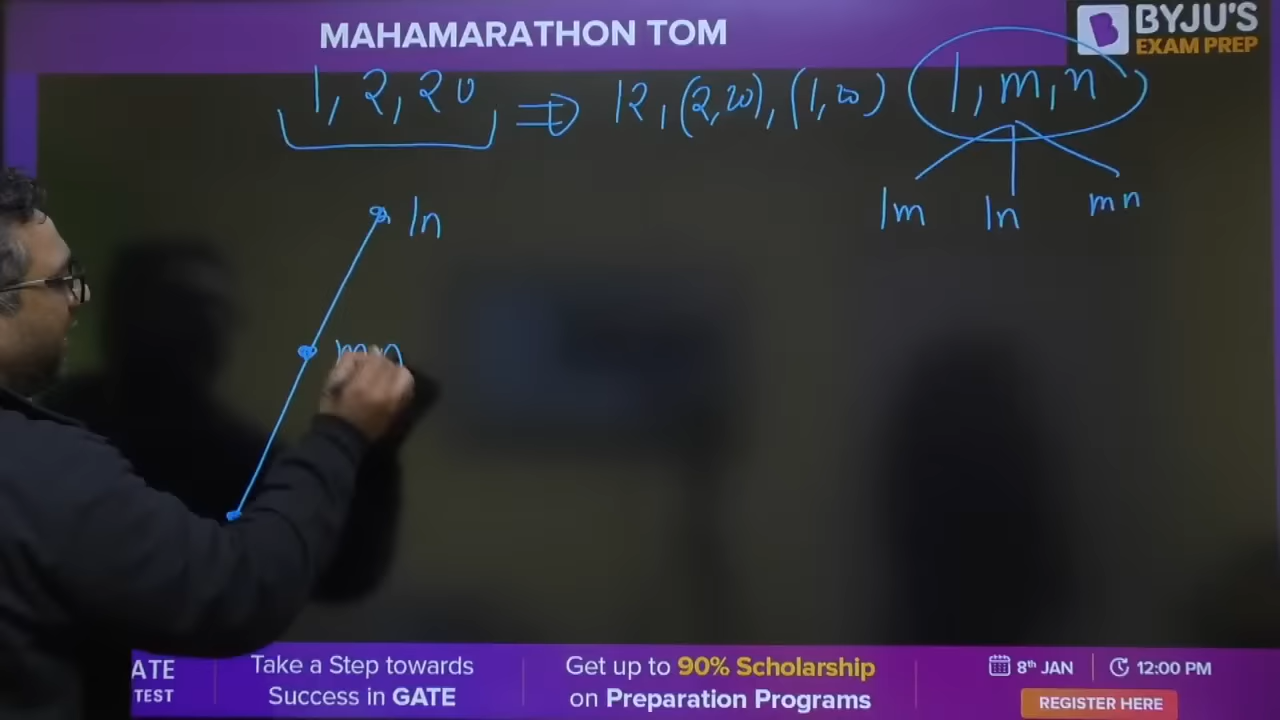 MAHAMARATHON TOM
BYJU'S
EXAM PREP
1, 2, 20 ⇒ 12, (2,20), (1,20) l, m, n
lm ln mn
ln
mn
ATE
TEST
Take a Step towards
Success in GATE
Get up to 90% Scholarship
on Preparation Programs
8th JAN
12:00 PM
REGISTER HERE